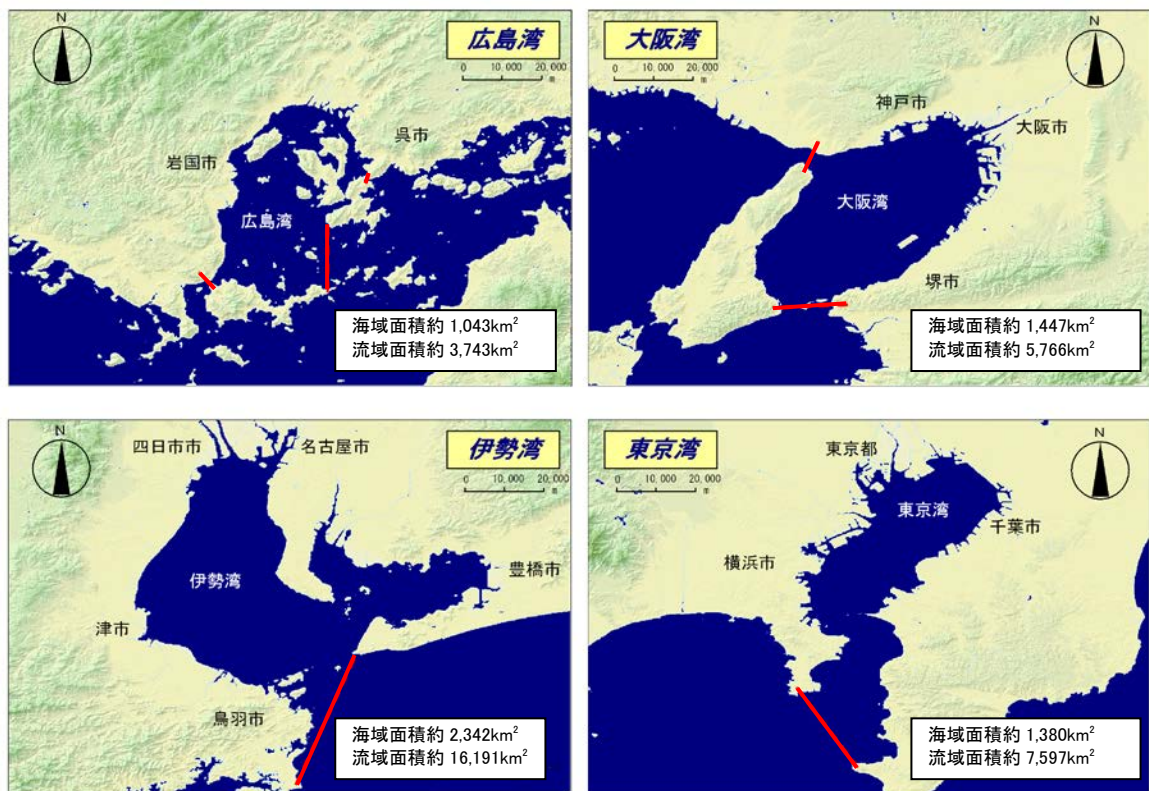 N
広島湾
0 10,000 20,000
m
呉市
岩国市
広島湾
海域面積約 1,043km²
流域面積約 3,743km²
大阪湾
0 10,000 20,000
m
N
神戸市
大阪市
大阪湾
堺市
海域面積約 1,447km²
流域面積約 5,766km²
N
四日市市
名古屋市
伊勢湾
0 10,000 20,000
m
伊勢湾
豊橋市
津市
鳥羽市
海域面積約 2,342km²
流域面積約 16,191km²
東京湾
0 10,000 20,000
m
東京都
N
東京湾
千葉市
横浜市
海域面積約 1,380km²
流域面積約 7,597km²